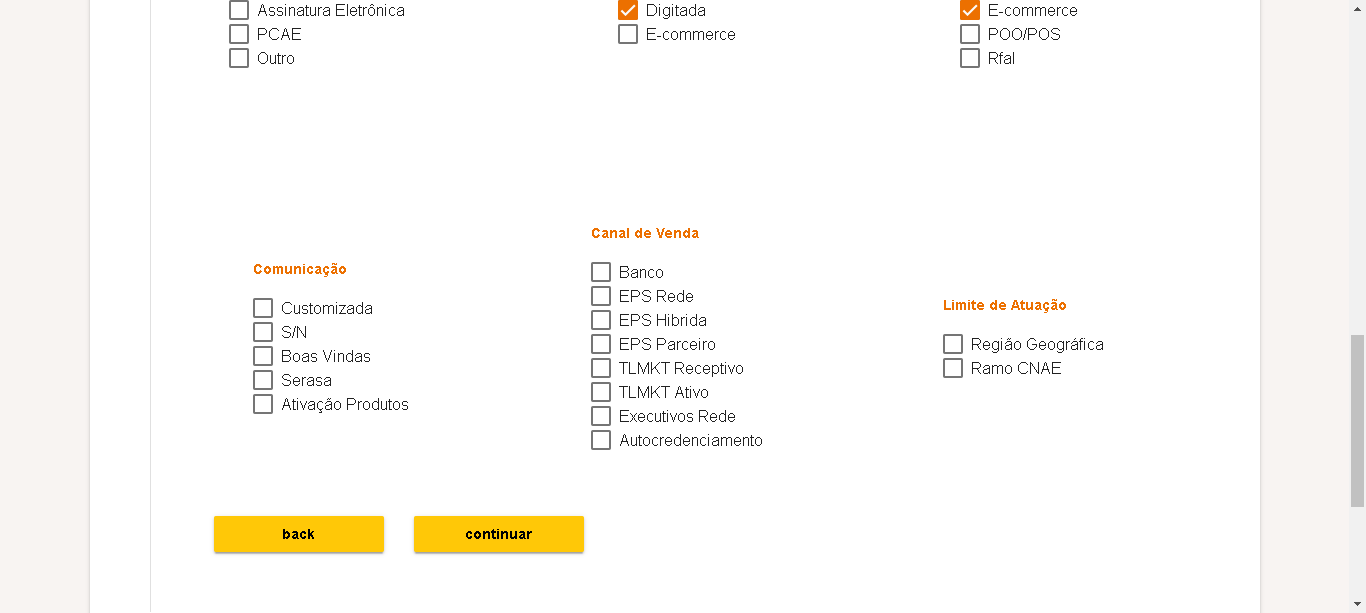 Assinatura Eletrônica
PCAE
Outro
Digitada
E-commerce
E-commerce
POO/POS
Rfal
Comunicação
Customizada
S/N
Boas Vindas
Serasa
Ativação Produtos
Canal de Venda
Banco
EPS Rede
EPS Hibrida
EPS Parceiro
TLMKT Receptivo
TLMKT Ativo
Executivos Rede
Autocredenciamento
Limite de Atuação
Região Geográfica
Ramo CNAE
back
continuar